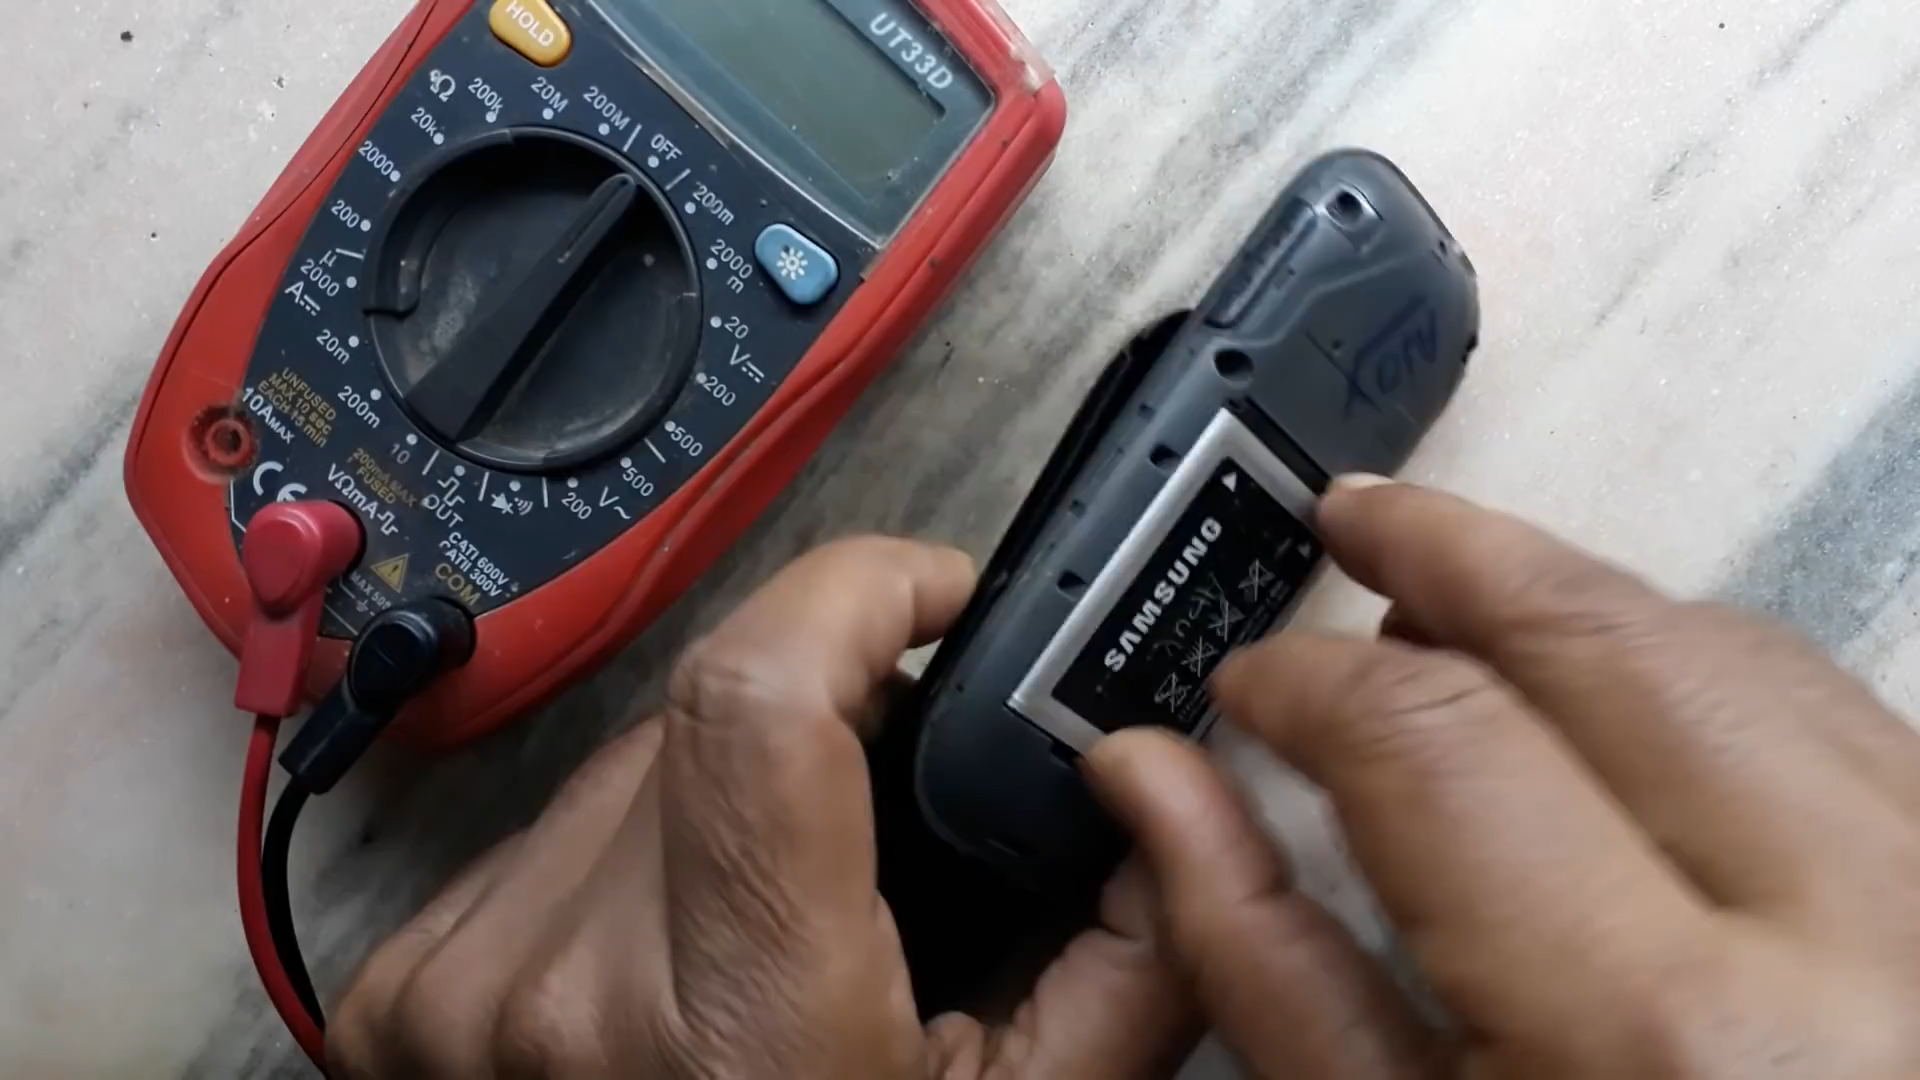 HOLD
UT33D
Ω
200k
20M
200M
OFF
20k
2000
200
200m
2000
m
20
V⎓
200
500
500
V~
200
μ
2000
A⎓
20m
200m
10
OUT
UNFUSED
MAX 10 sec
EACH 15 min
10AMAX
200mA MAX
FUSED
VΩmA
CE
CATI 600V
CATII 300V
COM
MAX 500
SAMSUNG